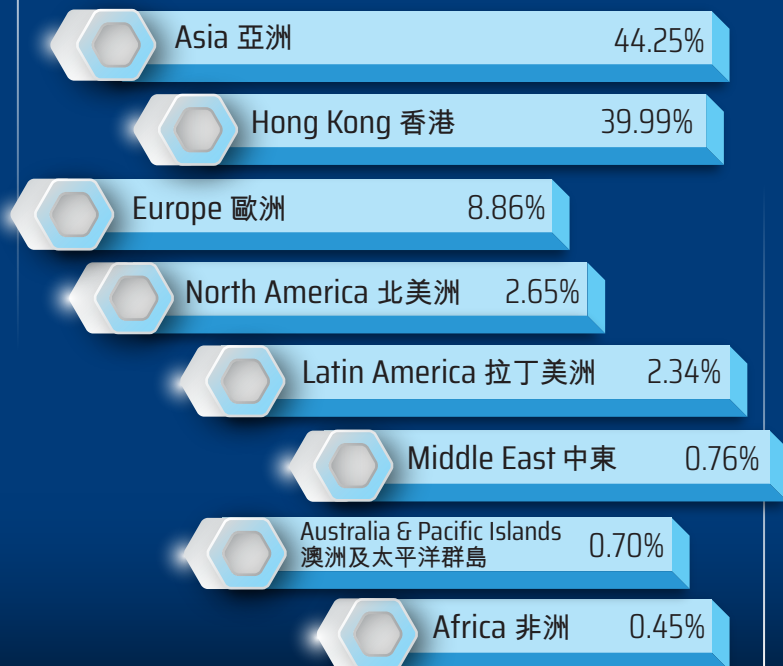 Asia 亞洲 44.25%
Hong Kong 香港 39.99%
Europe 歐洲 8.86%
North America 北美洲 2.65%
Latin America 拉丁美洲 2.34%
Middle East 中東 0.76%
Australia & Pacific Islands
澳洲及太平洋群島 0.70%
Africa 非洲 0.45%